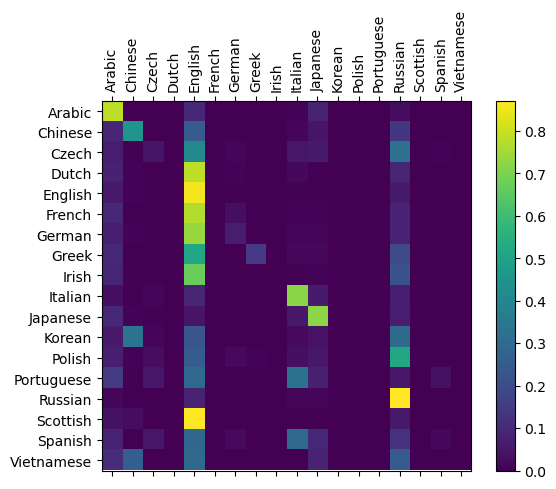 Arabic
Chinese
Czech
Dutch
English
French
German
Greek
Irish
Italian
Japanese
Korean
Polish
Portuguese
Russian
Scottish
Spanish
Vietnamese
Arabic
Chinese
Czech
Dutch
English
French
German
Greek
Irish
Italian
Japanese
Korean
Polish
Portuguese
Russian
Scottish
Spanish
Vietnamese
0.8
0.7
0.6
0.5
0.4
0.3
0.2
0.1
0.0